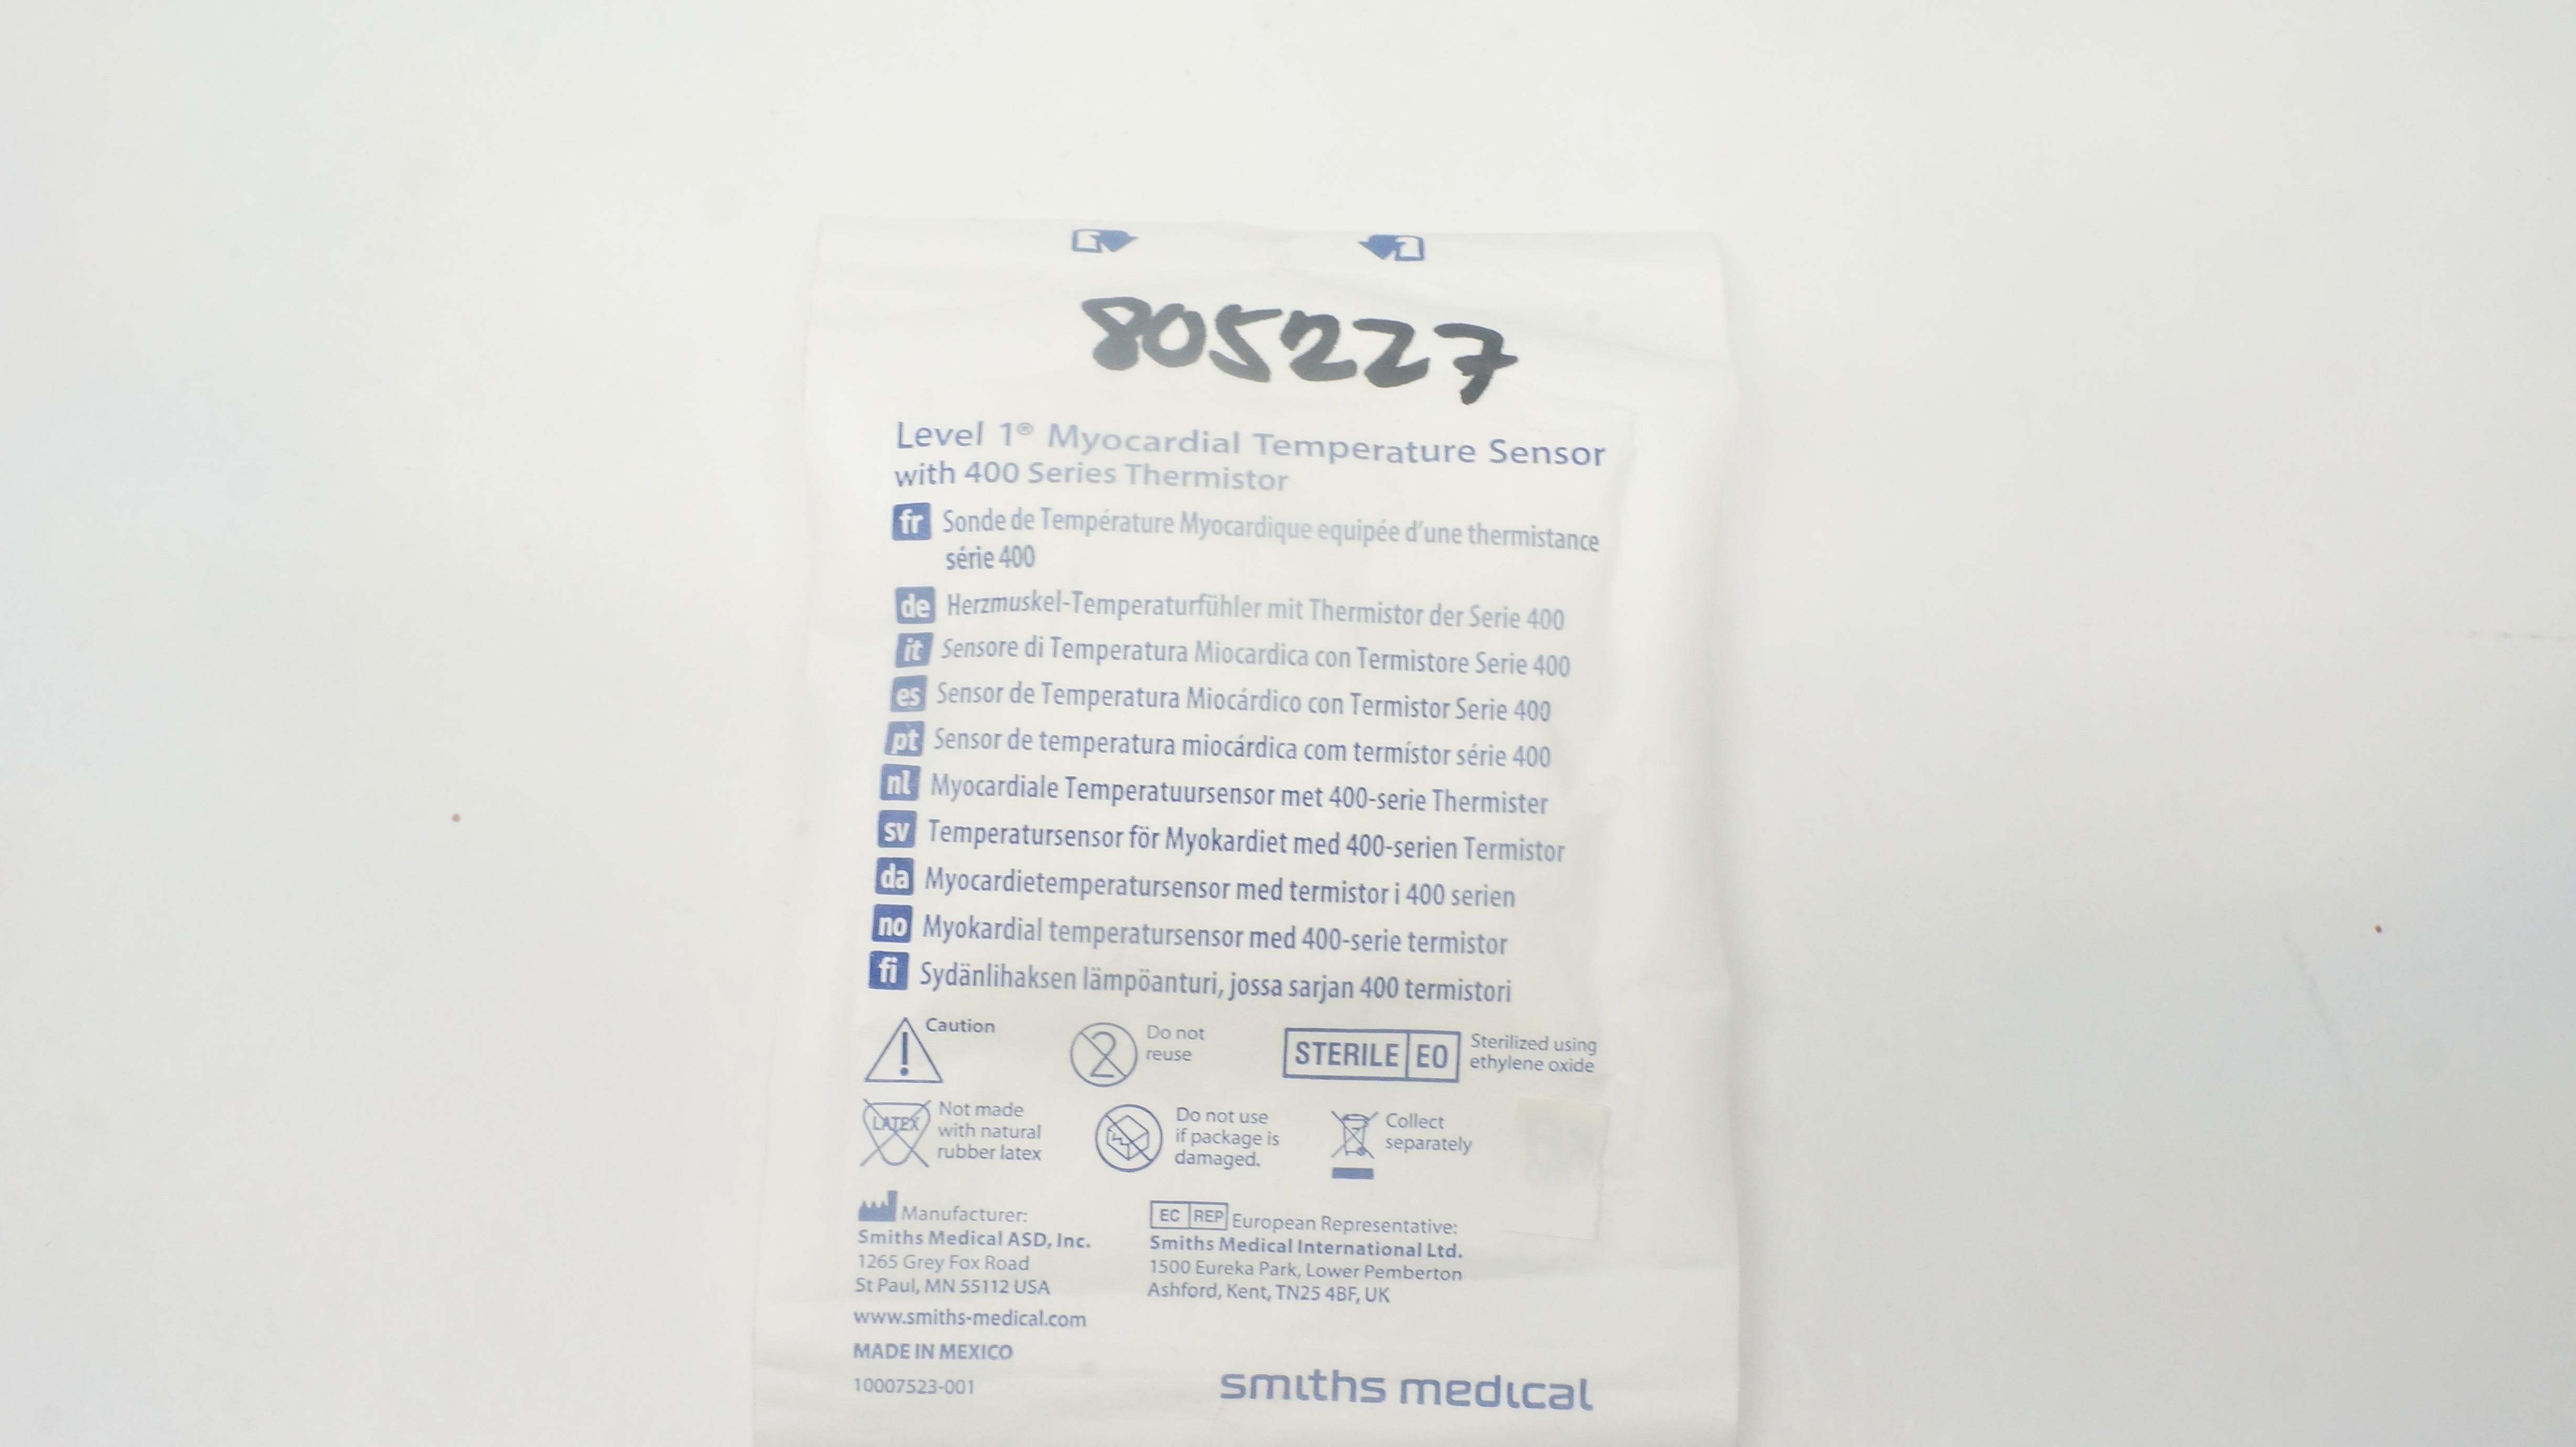 805227
Level 1® Myocardial Temperature Sensor
with 400 Series Thermistor
fr Sonde de Température Myocardique equipée d'une thermistance
série 400
de Herzmuskel-Temperaturfühler mit Thermistor der Serie 400
it Sensore di Temperatura Miocardica con Termistore Serie 400
es Sensor de Temperatura Miocárdico con Termistor Serie 400
pt Sensor de temperatura miocárdica com termístor série 400
nl Myocardiale Temperatuursensor met 400-serie Thermister
sv Temperatursensor för Myokardiet med 400-serien Termistor
da Myocardietemperatursensor med termistor i 400 serien
no Myokardial temperatursensor med 400-serie termistor
fi Sydänlihaksen lämpöanturi, jossa sarjan 400 termistori
Caution
2 Do not
reuse
STERILE EO Sterilized using
ethylene oxide
LATEX Not made
with natural
rubber latex
Do not use
if package is
damaged.
Collect
separately
Manufacturer:
Smiths Medical ASD, Inc.
1265 Grey Fox Road
St Paul, MN 55112 USA
EC REP European Representative:
Smiths Medical International Ltd.
1500 Eureka Park, Lower Pemberton
Ashford, Kent, TN25 4BF, UK
www.smiths-medical.com
MADE IN MEXICO
10007523-001
smiths medical